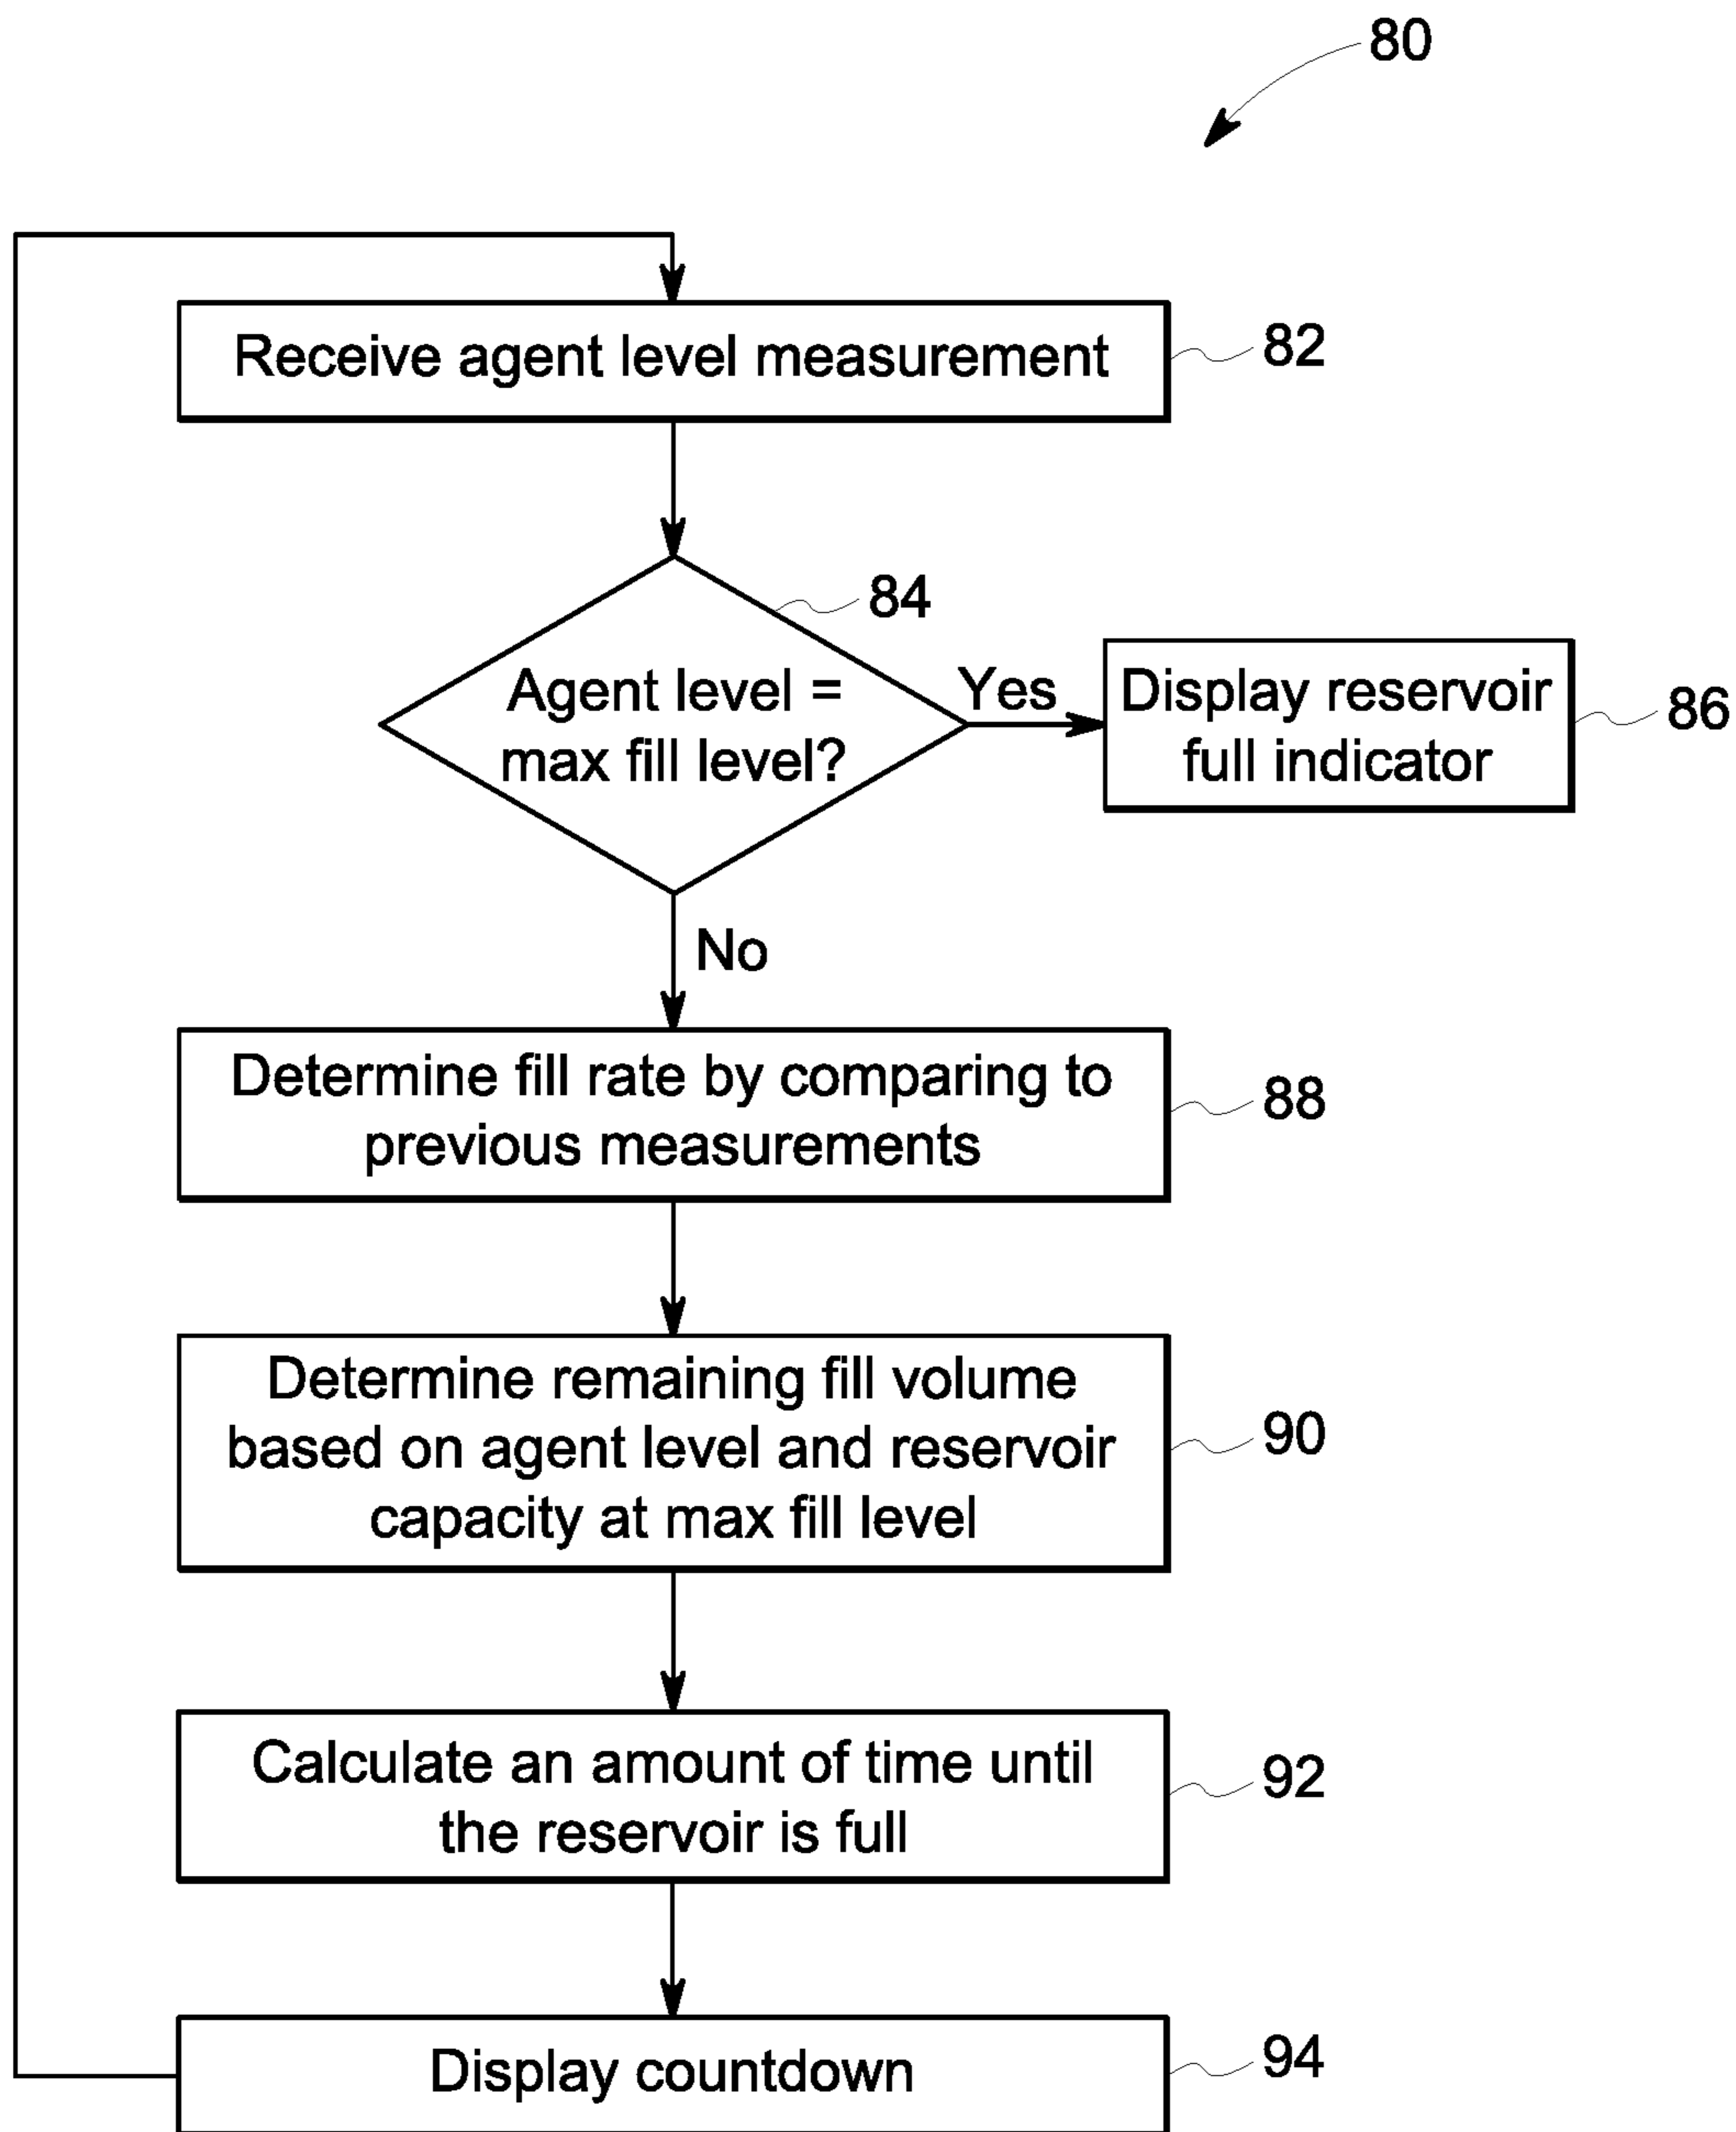 80
Receive agent level measurement
82
84
Agent level =
max fill level?
Yes
Display reservoir
full indicator
86
No
Determine fill rate by comparing to
previous measurements
88
Determine remaining fill volume
based on agent level and reservoir
capacity at max fill level
90
Calculate an amount of time until
the reservoir is full
92
Display countdown
94